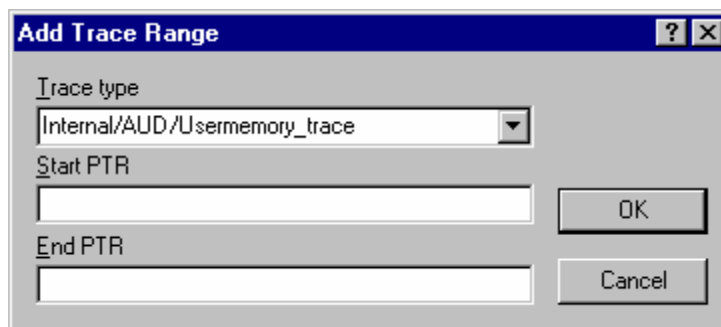 Add Trace Range
Trace type
Internal/AUD/Usermemory_trace
Start PTR
OK
End PTR
Cancel